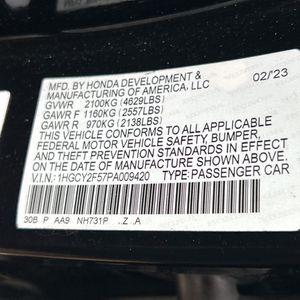 MFD. BY HONDA DEVELOPMENT &
MANUFACTURING OF AMERICA, LLC 02/23
GVWR 2100KG (4629LBS)
GAWR F 1160KG (2557LBS)
GAWR R 970KG (2138LBS)
THIS VEHICLE CONFORMS TO ALL APPLICABLE
FEDERAL MOTOR VEHICLE SAFETY, BUMPER,
AND THEFT PREVENTION STANDARDS IN EFFECT
ON THE DATE OF MANUFACTURE SHOWN ABOVE.
V.I.N.: 1HGCY2F57PA009420 TYPE: PASSENGER CAR
30B P AA9 NH731P ..Z .A